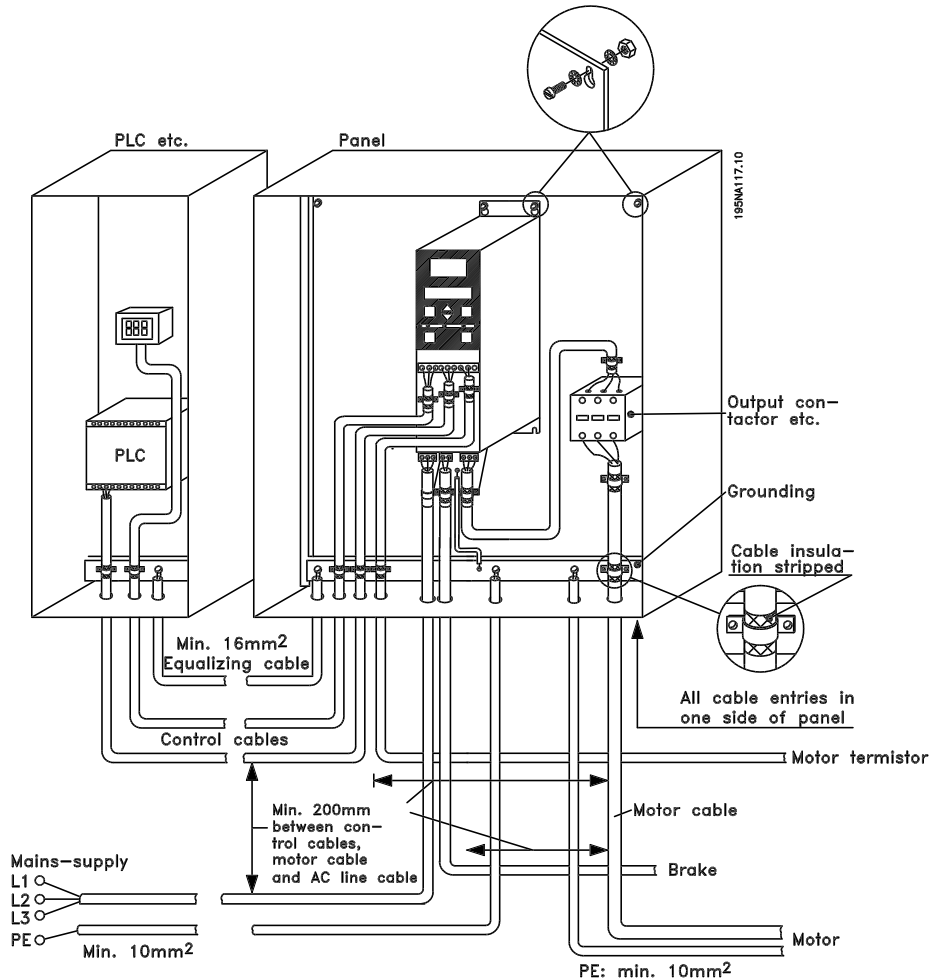 PLC etc.
Panel
195NA117.10
PLC
Output con-
tactor etc.
Grounding
Cable insula-
tion stripped
Min. 16mm2
Equalizing cable
All cable entries in
one side of panel
Control cables
Motor termistor
Min. 200mm
between con-
trol cables,
motor cable
and AC line cable
Motor cable
Mains-supply
L1
L2
L3
PE
Min. 10mm2
Brake
Motor
PE: min. 10mm2